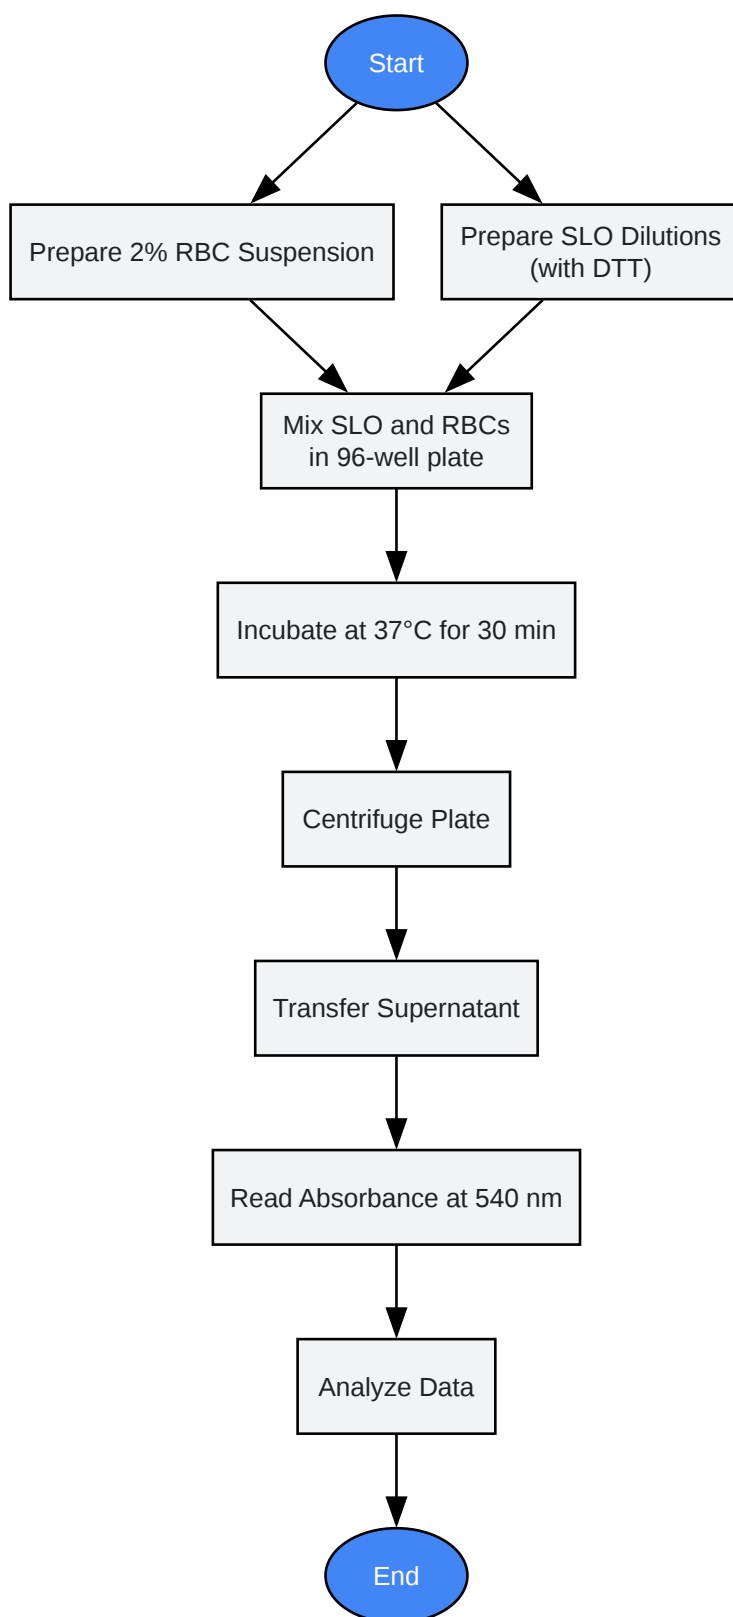 Start
Prepare 2% RBC Suspension
Prepare SLO Dilutions
(with DTT)
Mix SLO and RBCs
in 96-well plate
Incubate at 37°C for 30 min
Centrifuge Plate
Transfer Supernatant
Read Absorbance at 540 nm
Analyze Data
End